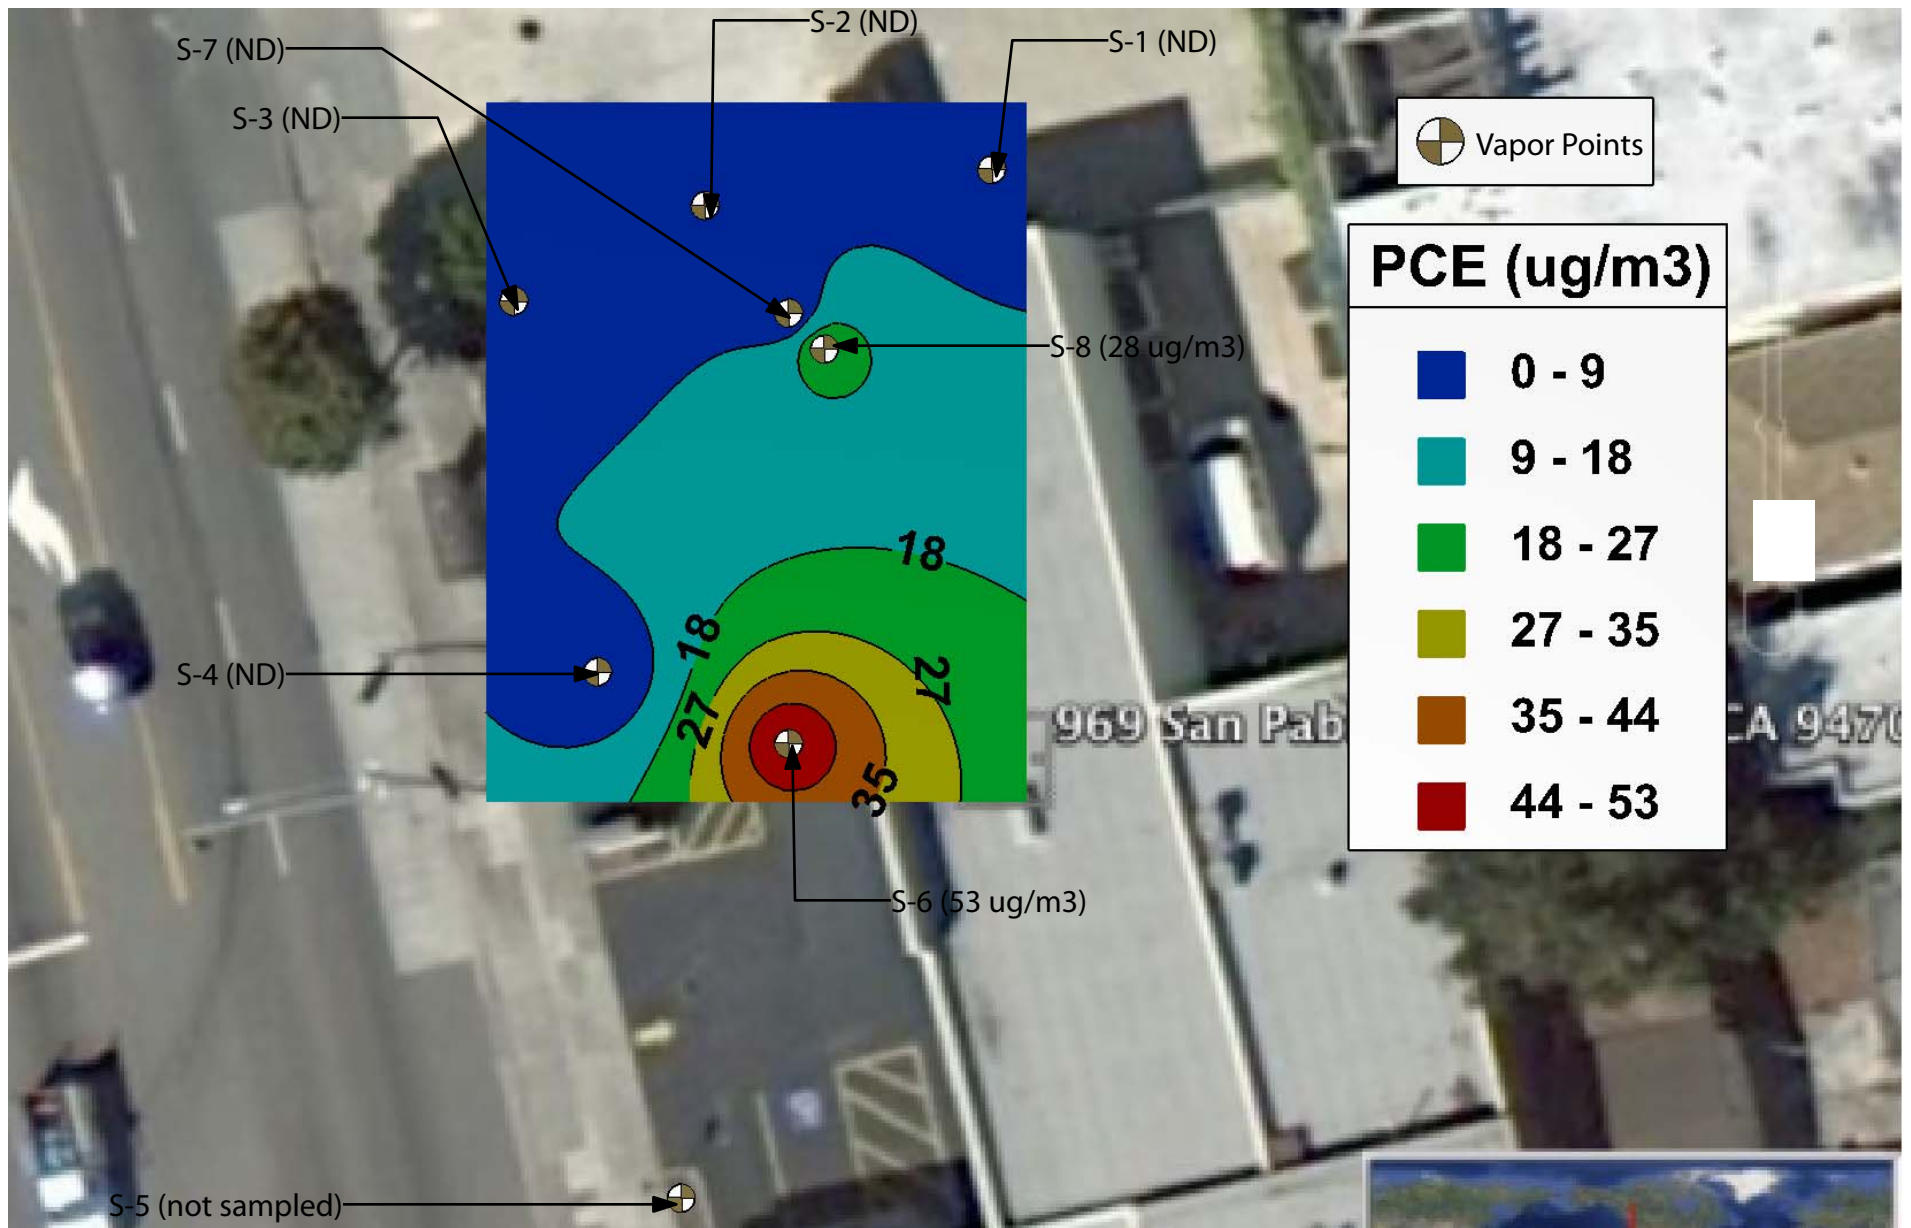 S-2 (ND)
S-7 (ND)
S-1 (ND)
S-3 (ND)
Vapor Points
PCE (ug/m3)
S-8 (28 ug/m3)
0 - 9
9 - 18
18 - 27
27 - 35
35 - 44
44 - 53
18
18
27
27
35
S-4 (ND)
969 San Pab
CA 9470
S-6 (53 ug/m3)
S-5 (not sampled)